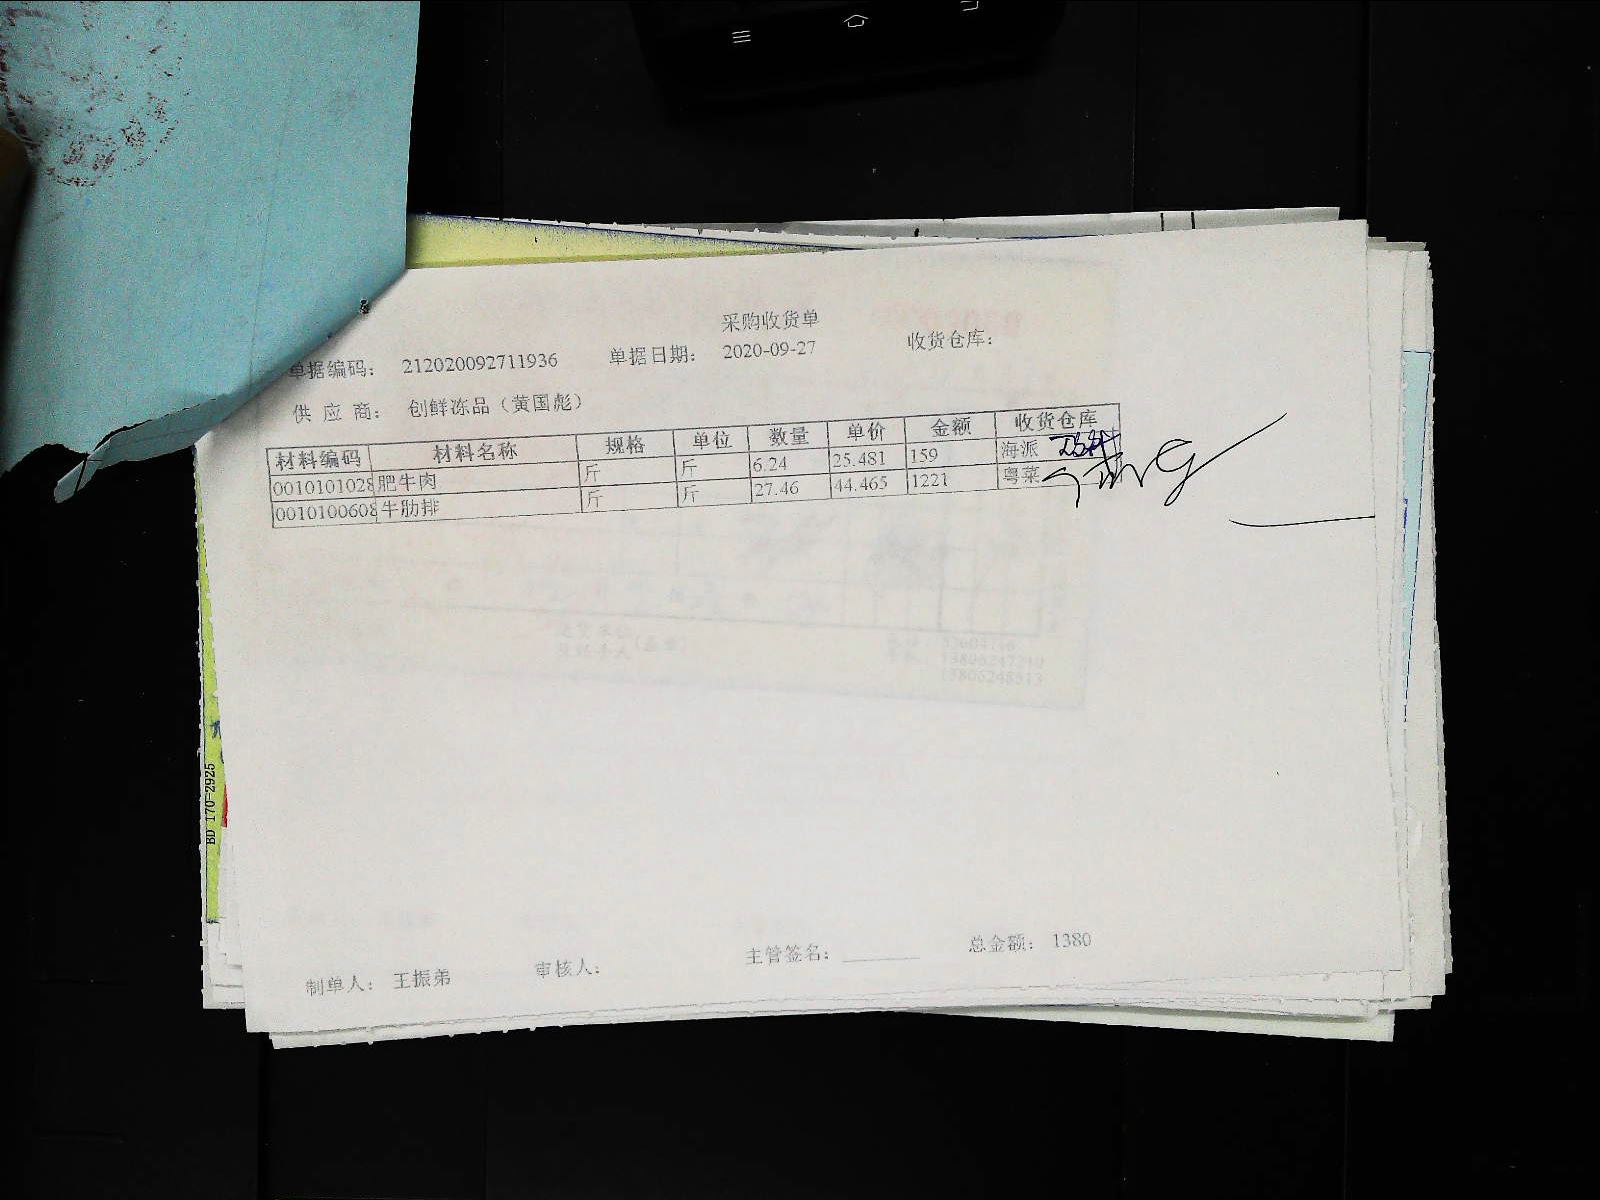 采购收货单
单据编码： 212020092711936 单据日期： 2020-09-27 收货仓库：
供 应 商： 创鲜冻品（黄国彪）
材料编码 材料名称 规格 单位 数量 单价 金额 收货仓库
0010101028 肥牛肉 斤 斤 6.24 25.481 159 海派
0010100608 牛肋排 斤 斤 27.46 44.465 1221 粤菜
制单人： 王振弟 审核人： 主管签名： 总金额： 1380
BD 170-2925